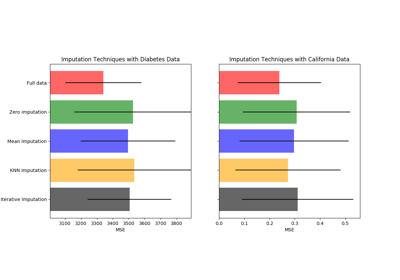 Imputation Techniques with Diabetes Data
Imputation Techniques with California Data
Full data
Zero imputation
Mean Imputation
KNN Imputation
Iterative Imputation
3100 3200 3300 3400 3500 3600 3700 3800
MSE
0.0 0.1 0.2 0.3 0.4 0.5
MSE